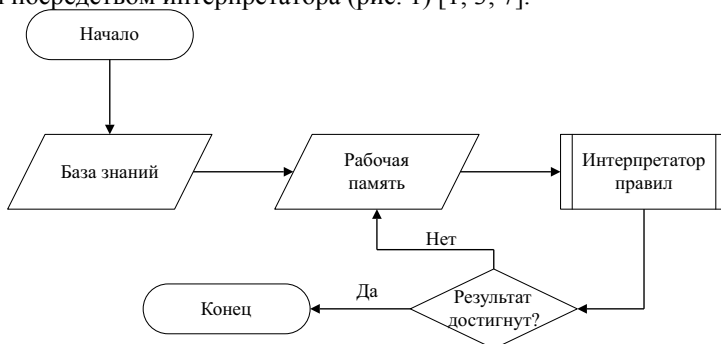 посредством интерпретатора (рис. 1) [1, 5, 7].
Начало
База знаний
Рабочая
память
Интерпретатор
правил
Нет
Да
Результат
достигнут?
Конец